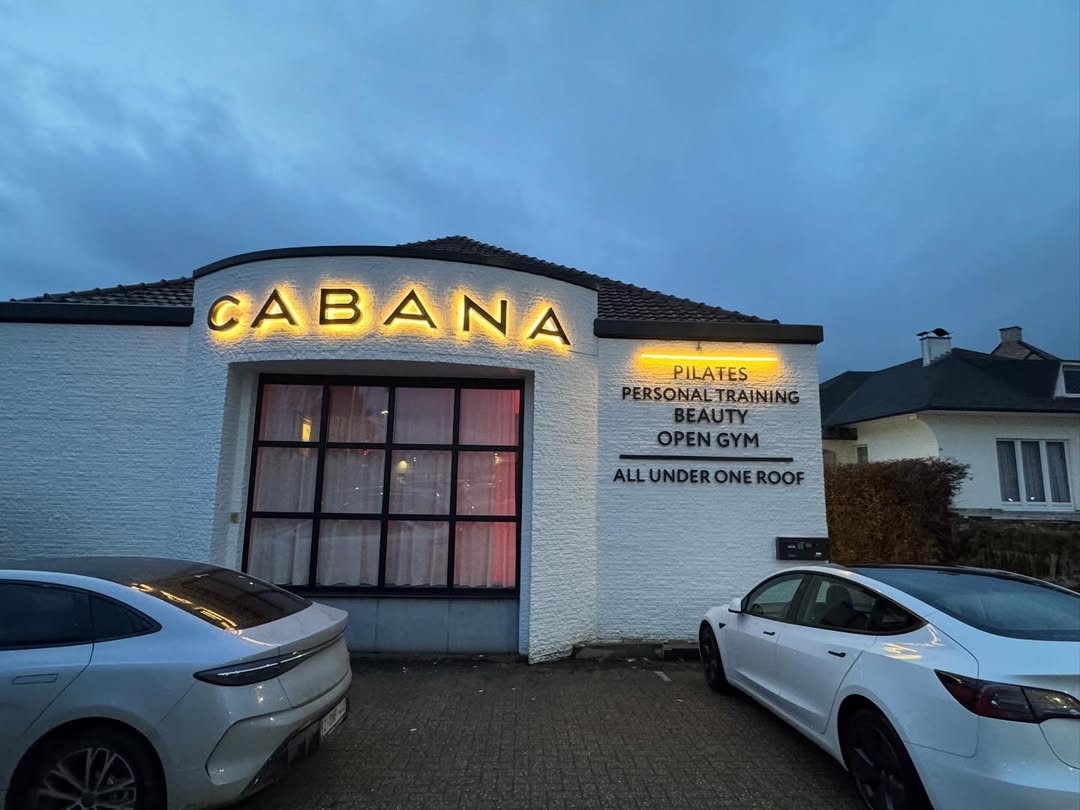 CABANA
PILATES
PERSONAL TRAINING
BEAUTY
OPEN GYM
ALL UNDER ONE ROOF